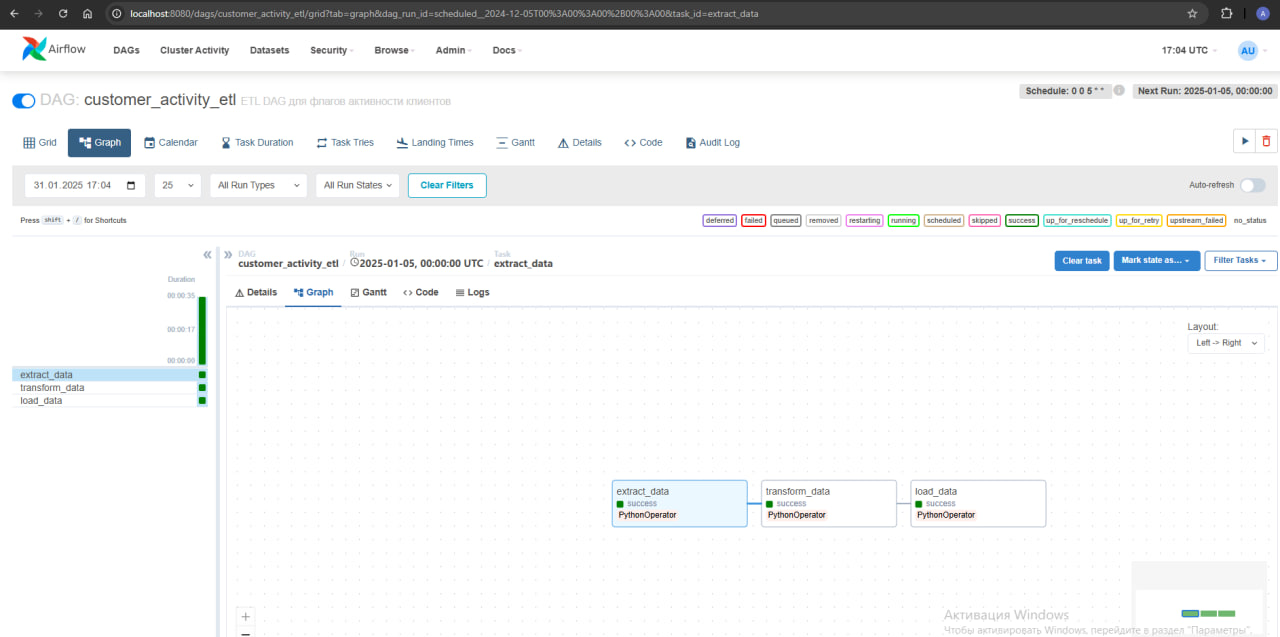 localhost:8080/dags/customer_activity_etl/grid?tab=graph&dag_run_id=scheduled__2024-12-05T00%3A00%3A00%2B00%3A00&task_id=extract_data
A
Airflow DAGs Cluster Activity Datasets Security Browse Admin Docs 17:04 UTC AU
DAG: customer_activity_etl ETL DAG для флагов активности клиентов
Schedule: 0 0 5 * * Next Run: 2025-01-05, 00:00:00
Grid Graph Calendar Task Duration Task Tries Landing Times Gantt Details Code Audit Log
31.01.2025 17:04 25 All Run Types All Run States Clear Filters Auto-refresh
Press shift + / for Shortcuts
deferred failed queued removed restarting running scheduled skipped success up_for_reschedule up_for_retry upstream_failed no_status
Duration
00:00:35
00:00:17
00:00:00
extract_data
transform_data
load_data
DAG Run Task
customer_activity_etl / 2025-01-05, 00:00:00 UTC / extract_data
Clear task Mark state as... Filter Tasks
Details Graph Gantt Code Logs
Layout:
Left -> Right
extract_data
success
PythonOperator
transform_data
success
PythonOperator
load_data
success
PythonOperator
Активация Windows
Чтобы активировать Windows, перейдите в раздел "Параметры".